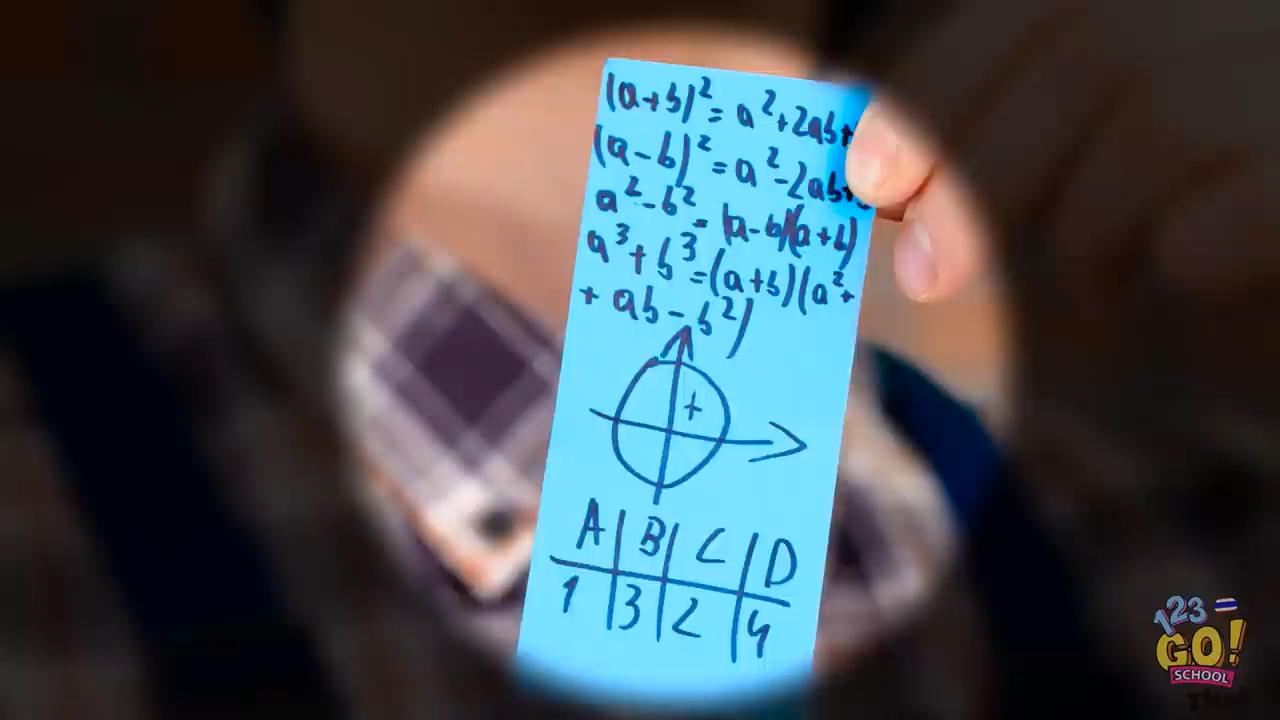 (a+b)² = a²+2ab+
(a-b)² = a²-2ab+
a²-b² = (a-b)(a+b)
a³+b³=(a+b)(a²+
+ab-b²)
+
A | B | C | D
1 | 3 | 2 | 4
123
GO!
SCHOOL
Thai